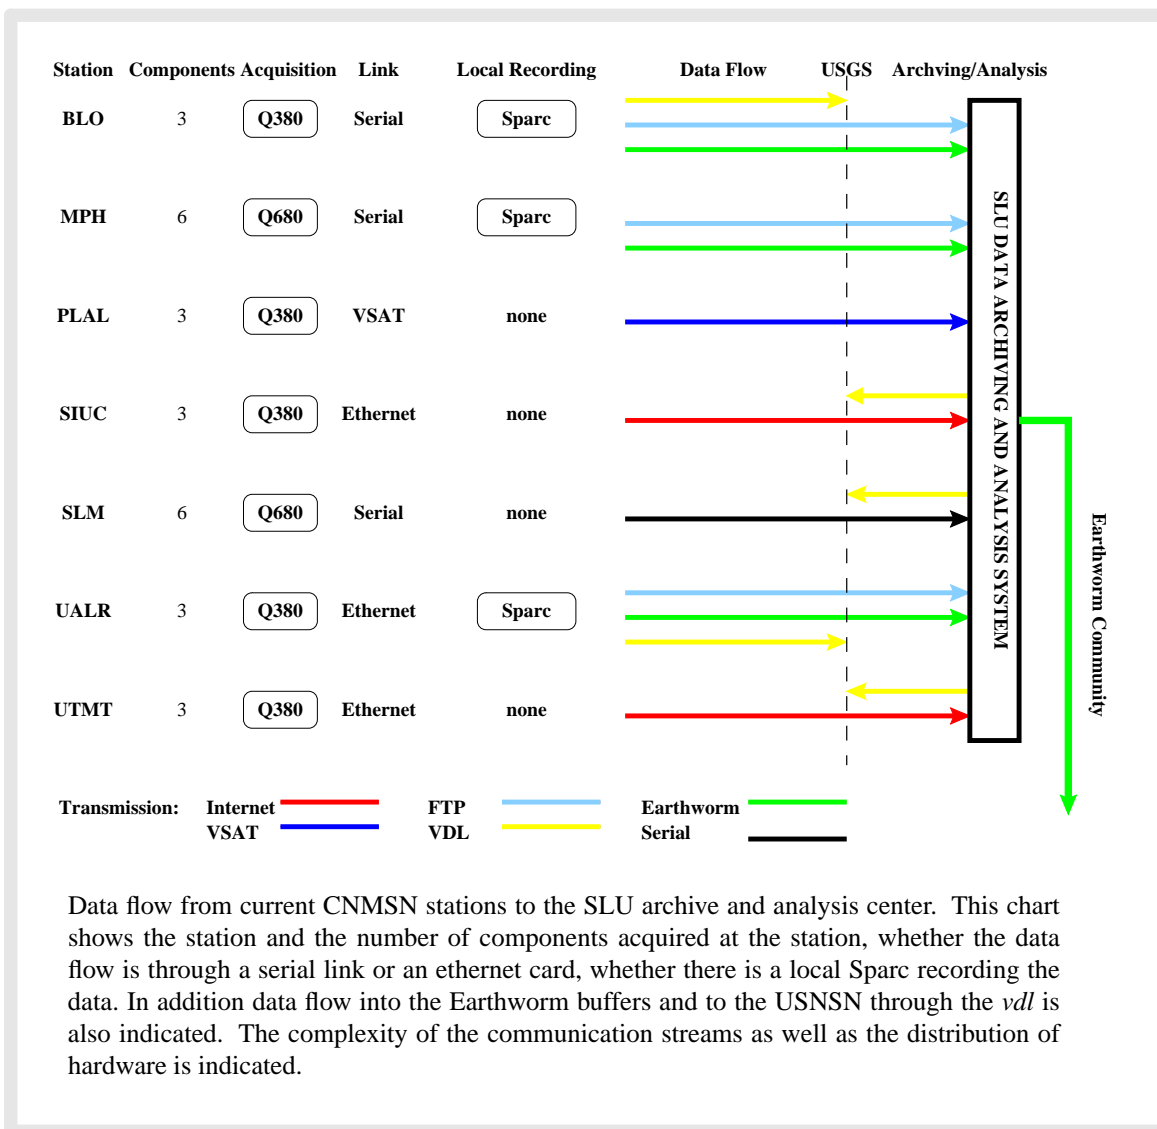 Station Components Acquisition Link Local Recording Data Flow USGS Archving/Analysis
BLO 3 Q380 Serial Sparc
MPH 6 Q680 Serial Sparc
PLAL 3 Q380 VSAT none
SIUC 3 Q380 Ethernet none
SLM 6 Q680 Serial none
UALR 3 Q380 Ethernet Sparc
UTMT 3 Q380 Ethernet none
SLU DATA ARCHIVING AND ANALYSIS SYSTEM
Earthworm Community
Transmission: Internet FTP Earthworm
VSAT VDL Serial
Data flow from current CNMSN stations to the SLU archive and analysis center. This chart
shows the station and the number of components acquired at the station, whether the data
flow is through a serial link or an ethernet card, whether there is a local Sparc recording the
data. In addition data flow into the Earthworm buffers and to the USNSN through the vdl is
also indicated. The complexity of the communication streams as well as the distribution of
hardware is indicated.